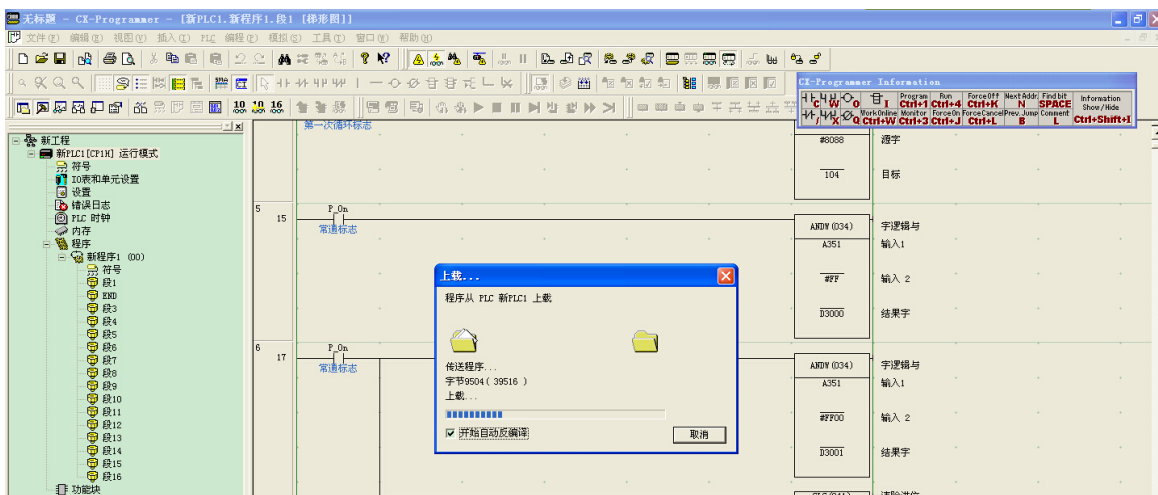 无标题 - CX-Programmer - [新PLC1.新程序1.段1 [梯形图]]
文件(F) 编辑(E) 视图(V) 插入(I) PLC 编程(P) 模拟(S) 工具(T) 窗口(W) 帮助(H)
CX-Programmer Information
C W O I Program Ctrl+1 Run Ctrl+4 Force Off Ctrl+K Next Addr N Find bit SPACE Information Show/Hide
/ X Q Work Online Ctrl+W Monitor Ctrl+3 Force On Ctrl+J Force Cancel Ctrl+L Prev. Jump B Comment L Ctrl+Shift+I
10 10 16
新工程
新PLC1[CP1H] 运行模式
符号
IO表和单元设置
设置
错误日志
PLC 时钟
内存
程序
新程序1 (00)
符号
段1
END
段3
段4
段5
段6
段7
段8
段9
段10
段11
段12
段13
段14
段15
段16
功能块
第一次循环标志
#8088 源字
104 目标
5
15
P_On
常通标志
ANDW(034) 字逻辑与
A351 输入1
#FF 输入 2
D3000 结果字
6
17
P_On
常通标志
ANDW(034) 字逻辑与
A351 输入1
#FF00 输入 2
D3001 结果字
上载...
程序从 PLC 新PLC1 上载
传送程序...
字节9504( 39516 )
上载...
开始自动反编译
取消